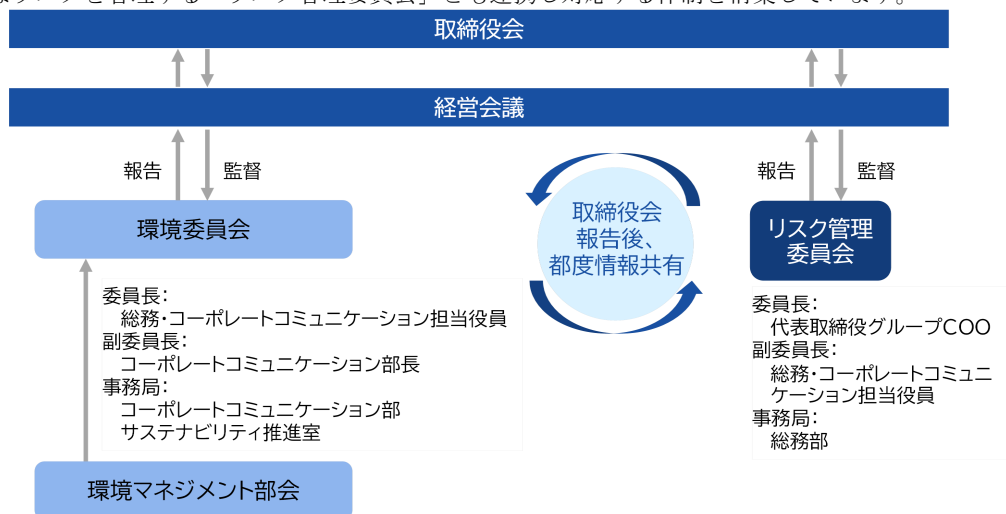 取締役会
経営会議
報告
監督
報告
監督
環境委員会
取締役会
報告後、
都度情報共有
リスク管理
委員会
委員長：
総務・コーポレートコミュニケーション担当役員
副委員長：
コーポレートコミュニケーション部長
事務局：
コーポレートコミュニケーション部
サステナビリティ推進室
委員長：
代表取締役グループCOO
副委員長：
総務・コーポレートコミュニ
ケーション担当役員
事務局：
総務部
環境マネジメント部会